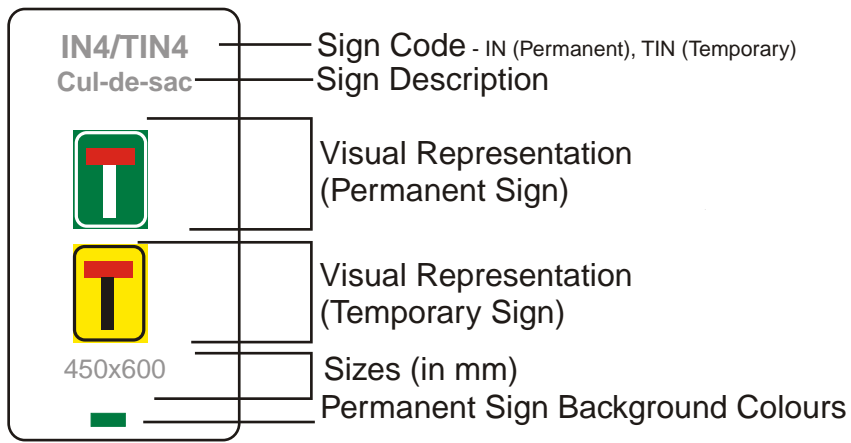 IN4/TIN4 Sign Code - IN (Permanent), TIN (Temporary)
Cul-de-sac Sign Description
Visual Representation
(Permanent Sign)
Visual Representation
(Temporary Sign)
450x600
Sizes (in mm)
Permanent Sign Background Colours